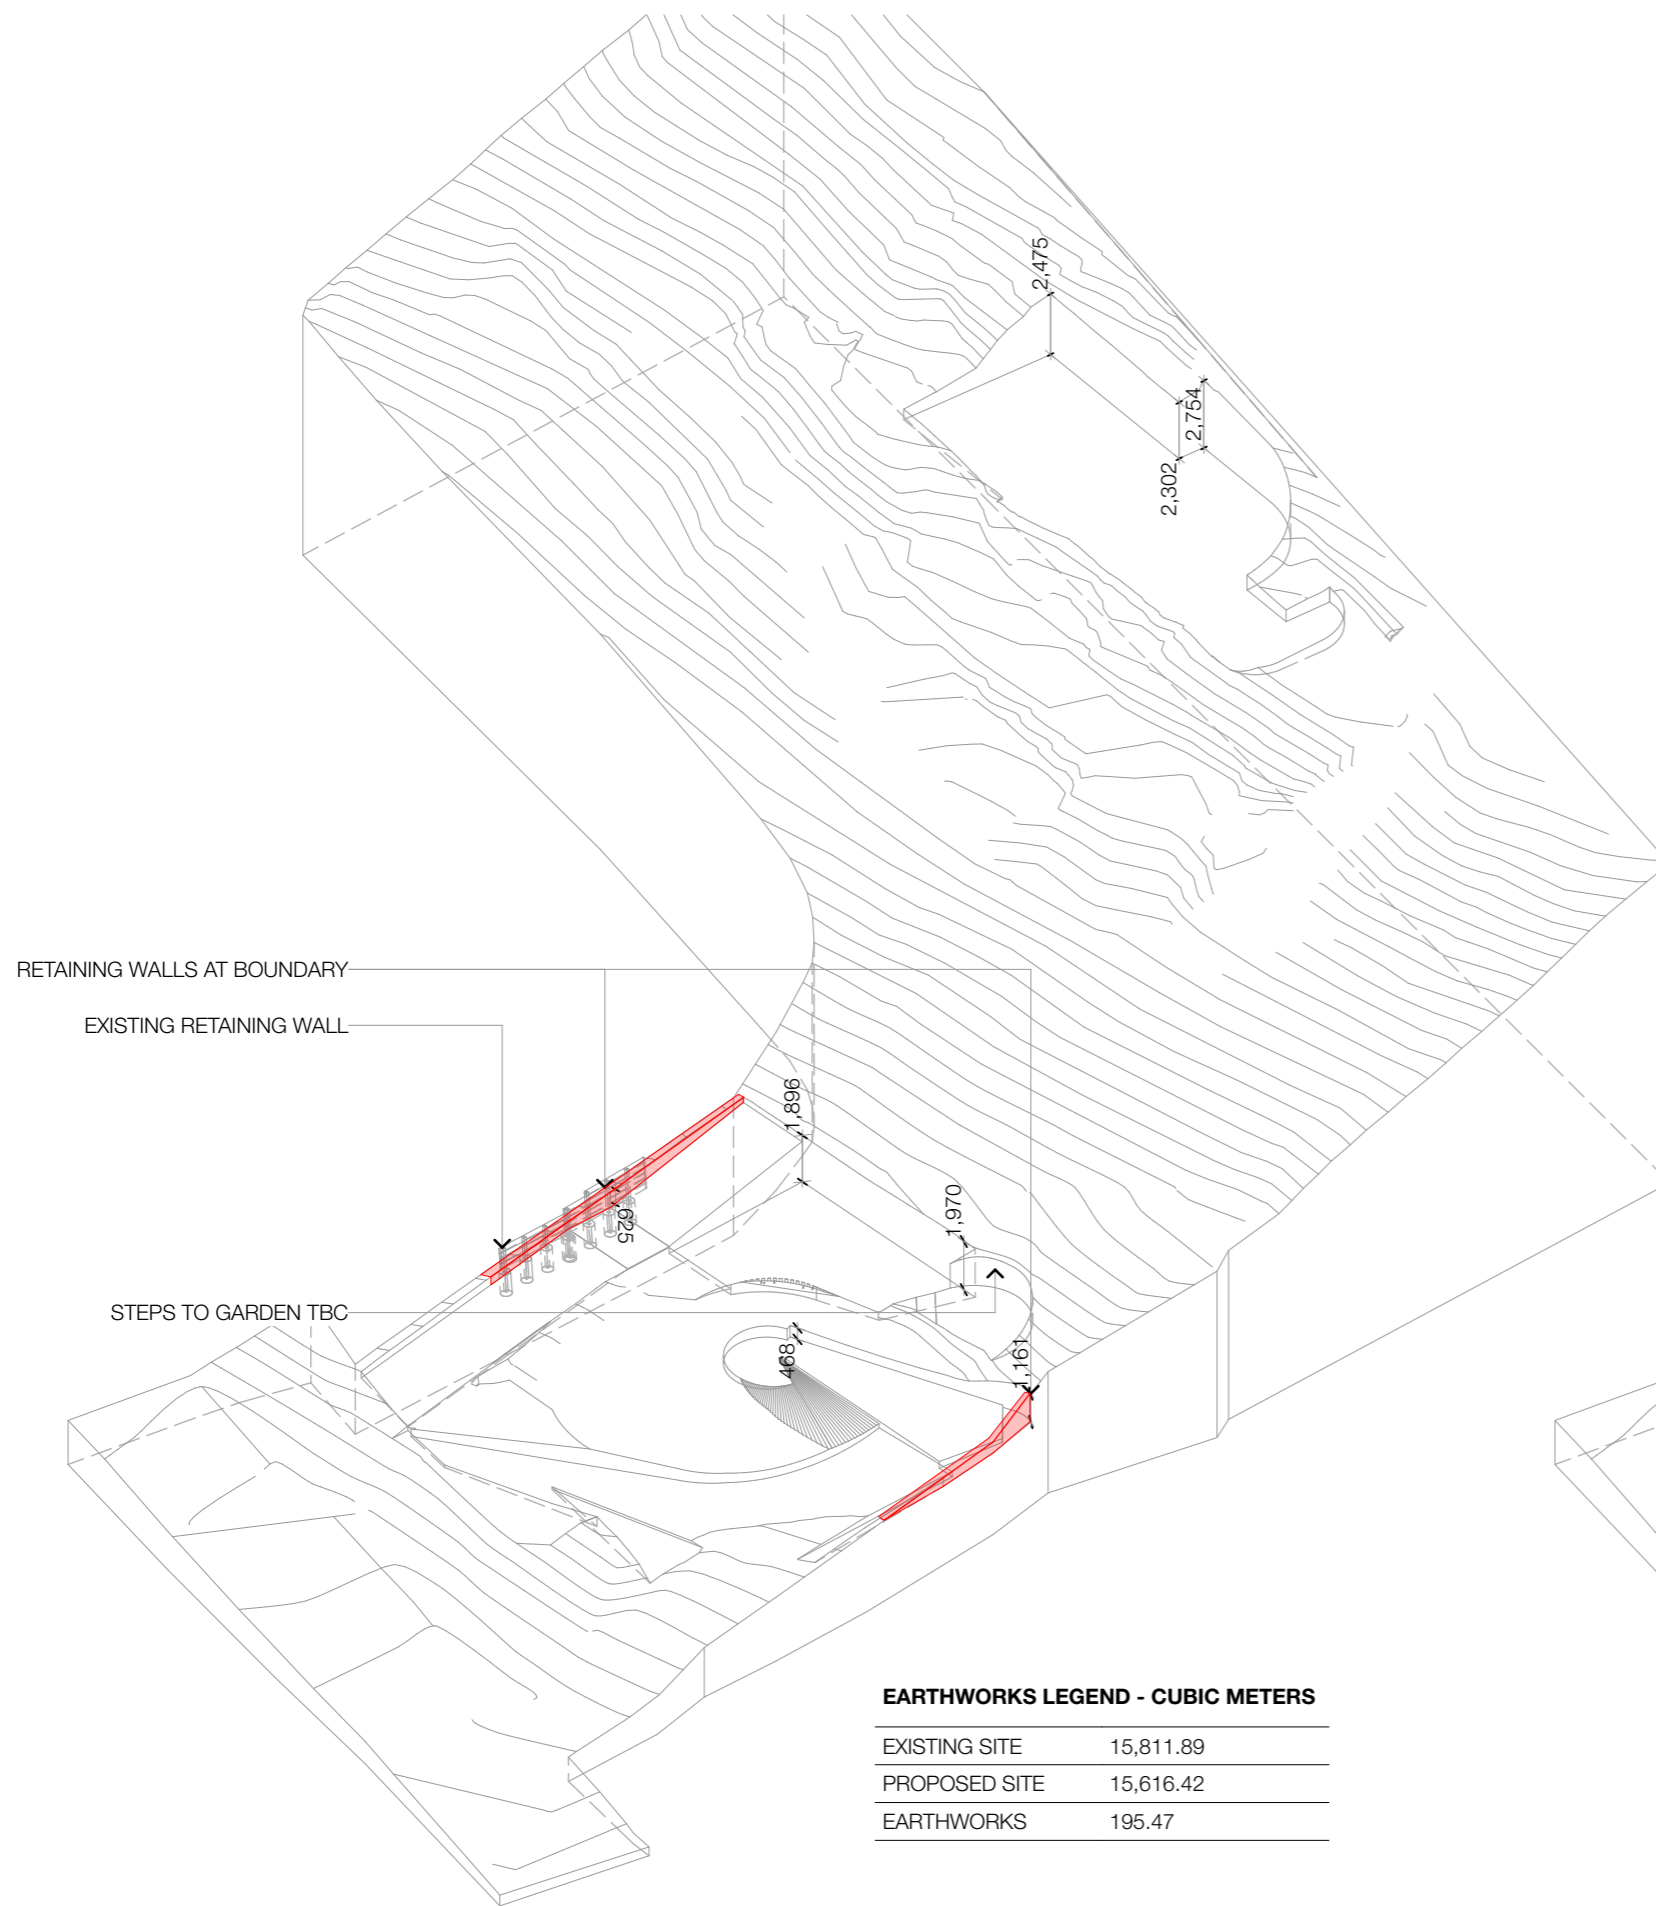 2,475
2,754
2,302
RETAINING WALLS AT BOUNDARY
EXISTING RETAINING WALL
1,896
1,970
625
STEPS TO GARDEN TBC
468
1,161
EARTHWORKS LEGEND - CUBIC METERS
EXISTING SITE 15,811.89
PROPOSED SITE 15,616.42
EARTHWORKS 195.47